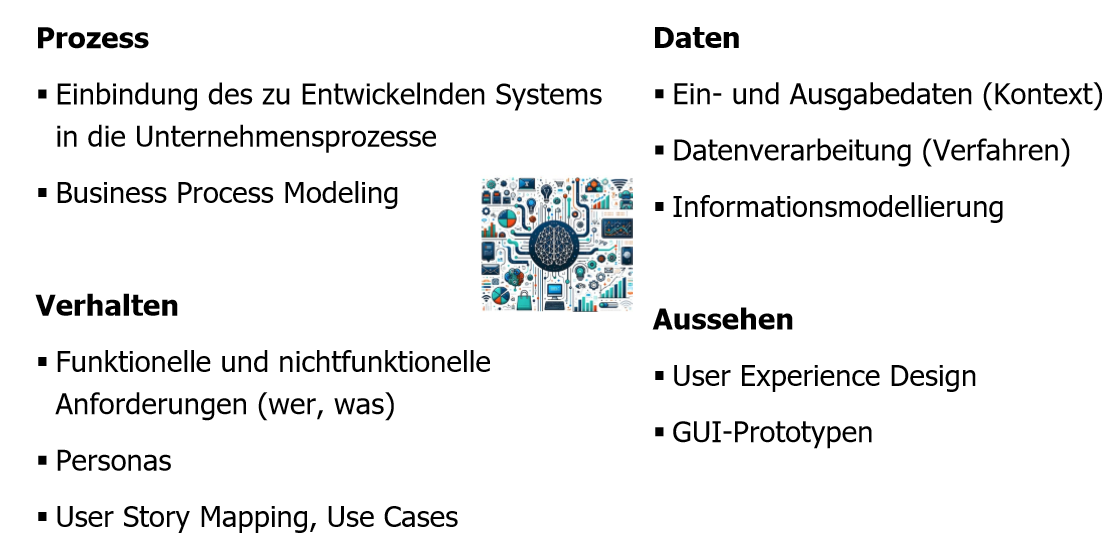 Prozess
▪ Einbindung des zu Entwickelnden Systems
in die Unternehmensprozesse
▪ Business Process Modeling
Verhalten
▪ Funktionelle und nichtfunktionelle
Anforderungen (wer, was)
▪ Personas
▪ User Story Mapping, Use Cases
Daten
▪ Ein- und Ausgabedaten (Kontext)
▪ Datenverarbeitung (Verfahren)
▪ Informationsmodellierung
Aussehen
▪ User Experience Design
▪ GUI-Prototypen